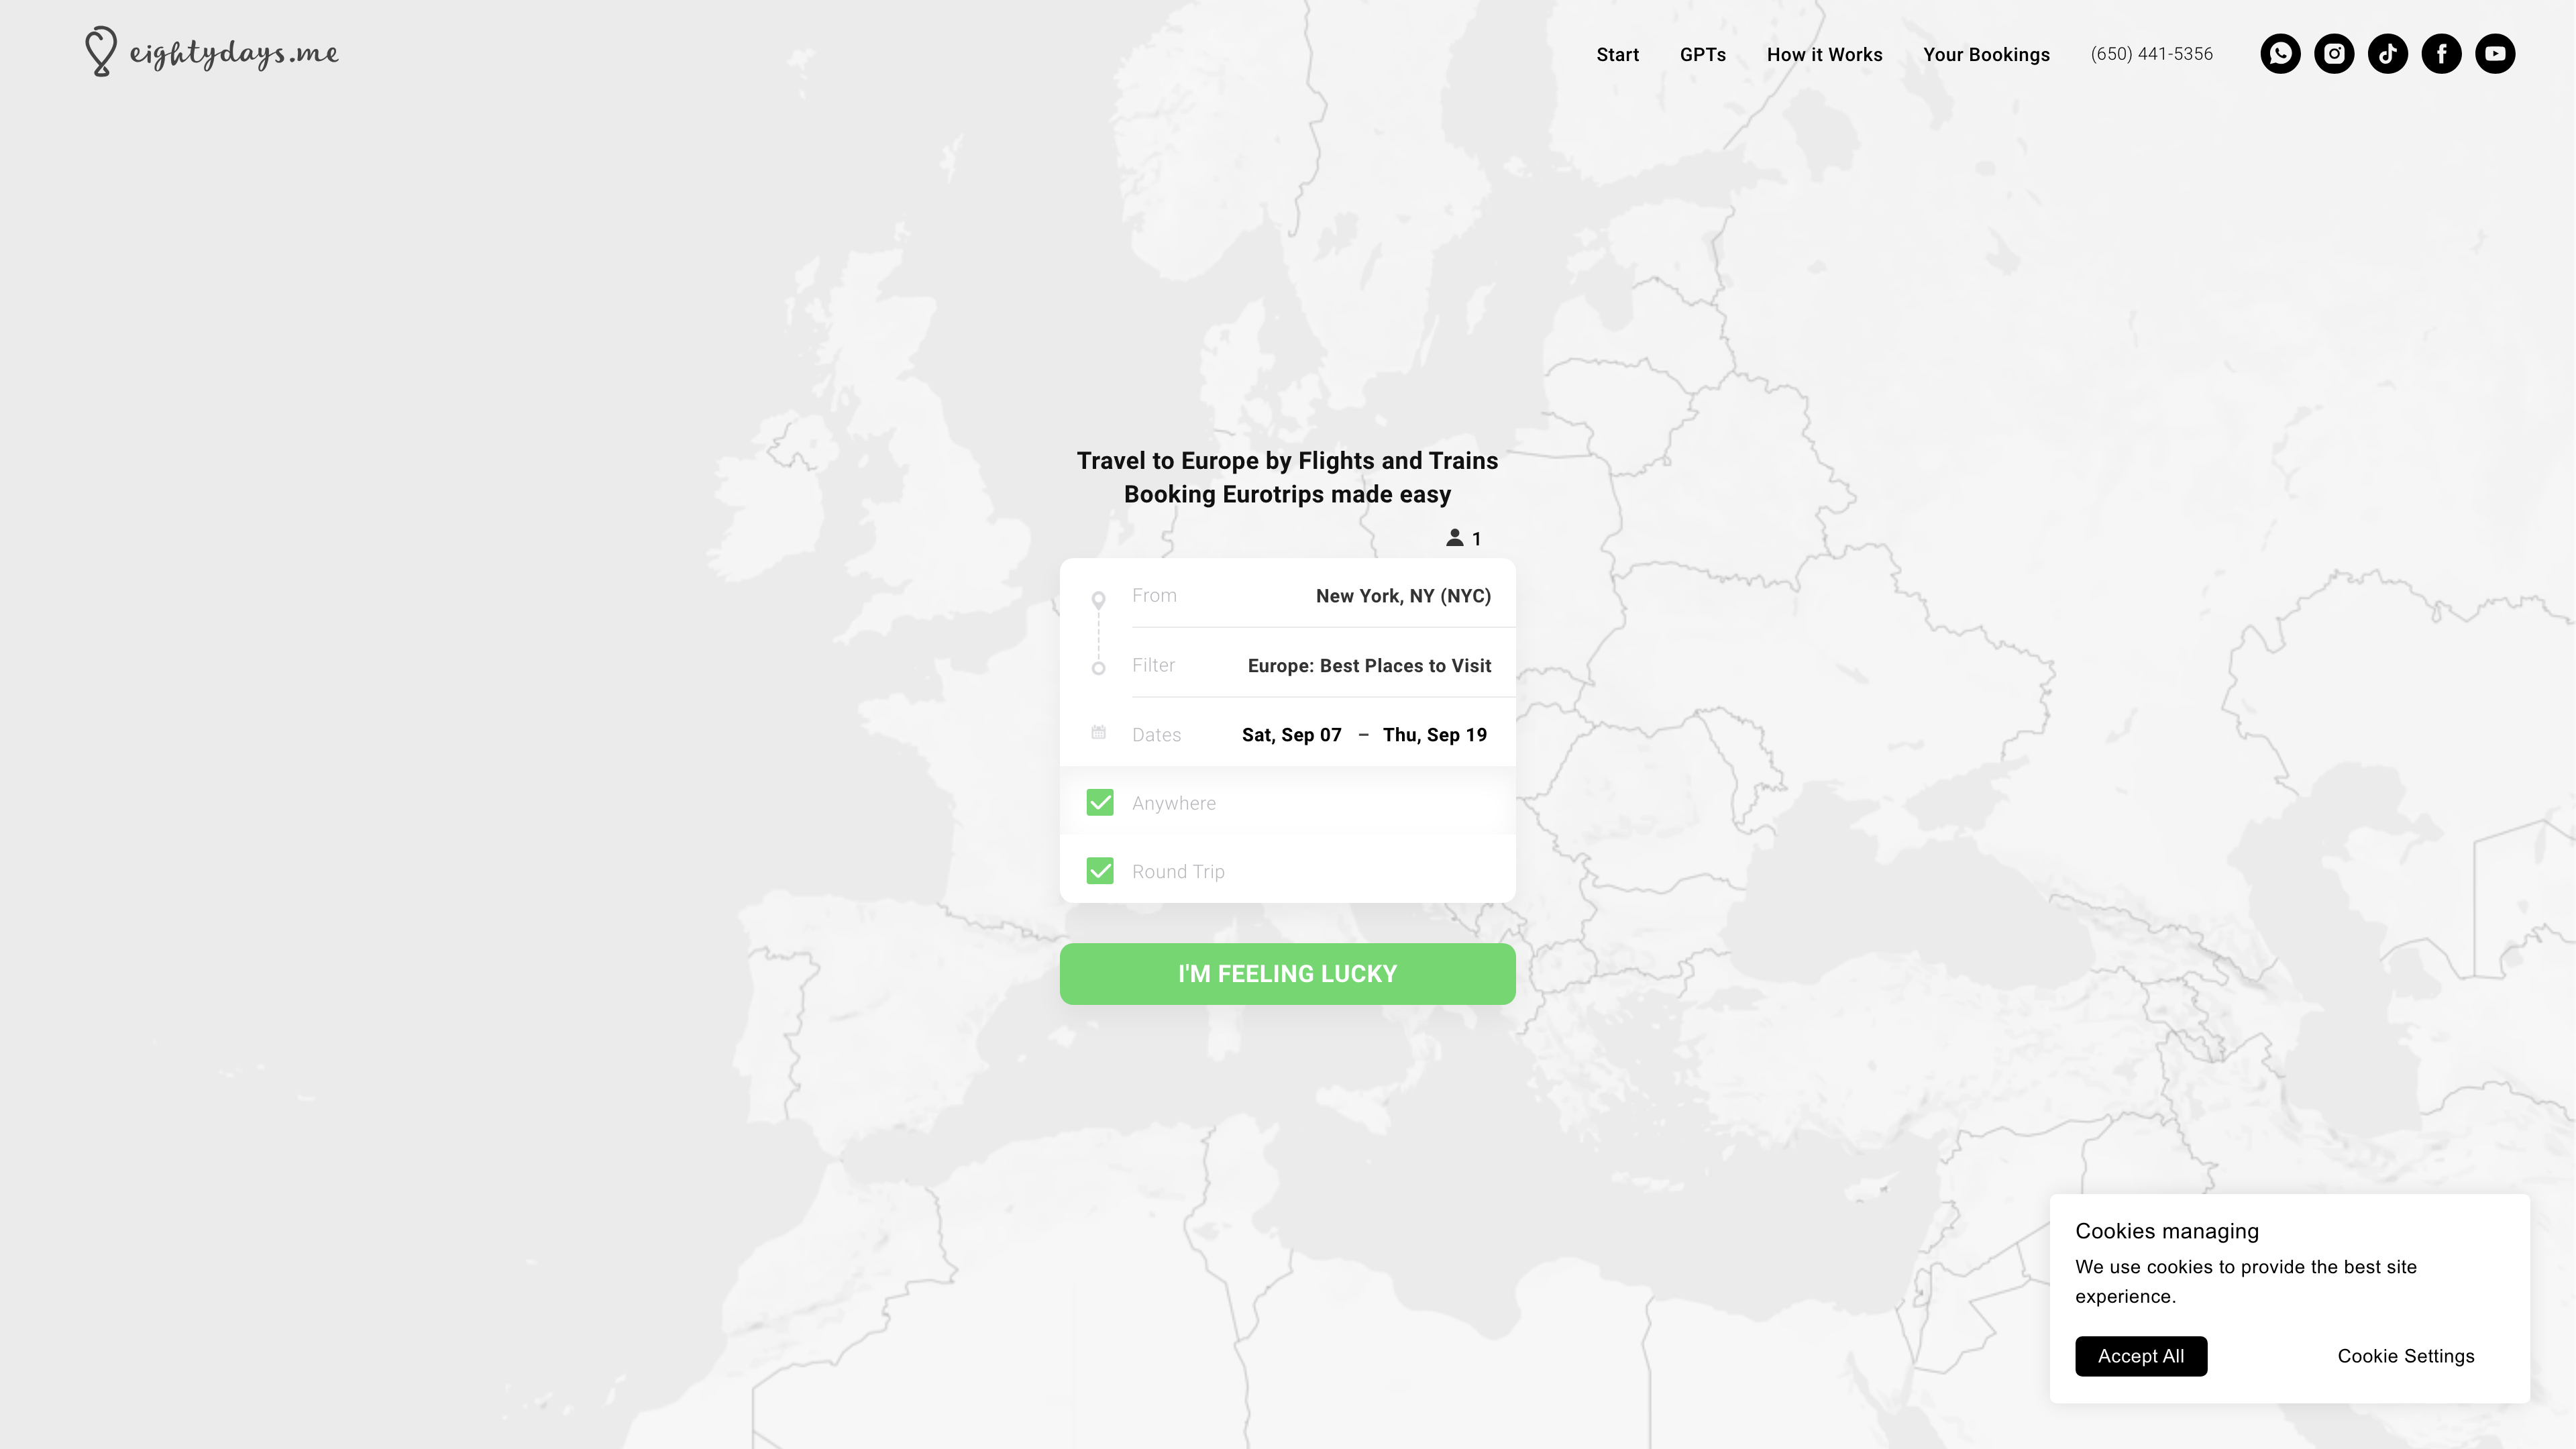 eightydays.me
Start
GPTs
How it Works
Your Bookings
(650) 441-5356
Travel to Europe by Flights and Trains
Booking Eurotrips made easy
1
From
New York, NY (NYC)
Filter
Europe: Best Places to Visit
Dates
Sat, Sep 07 – Thu, Sep 19
Anywhere
Round Trip
I'M FEELING LUCKY
Cookies managing
We use cookies to provide the best site
experience.
Accept All
Cookie Settings